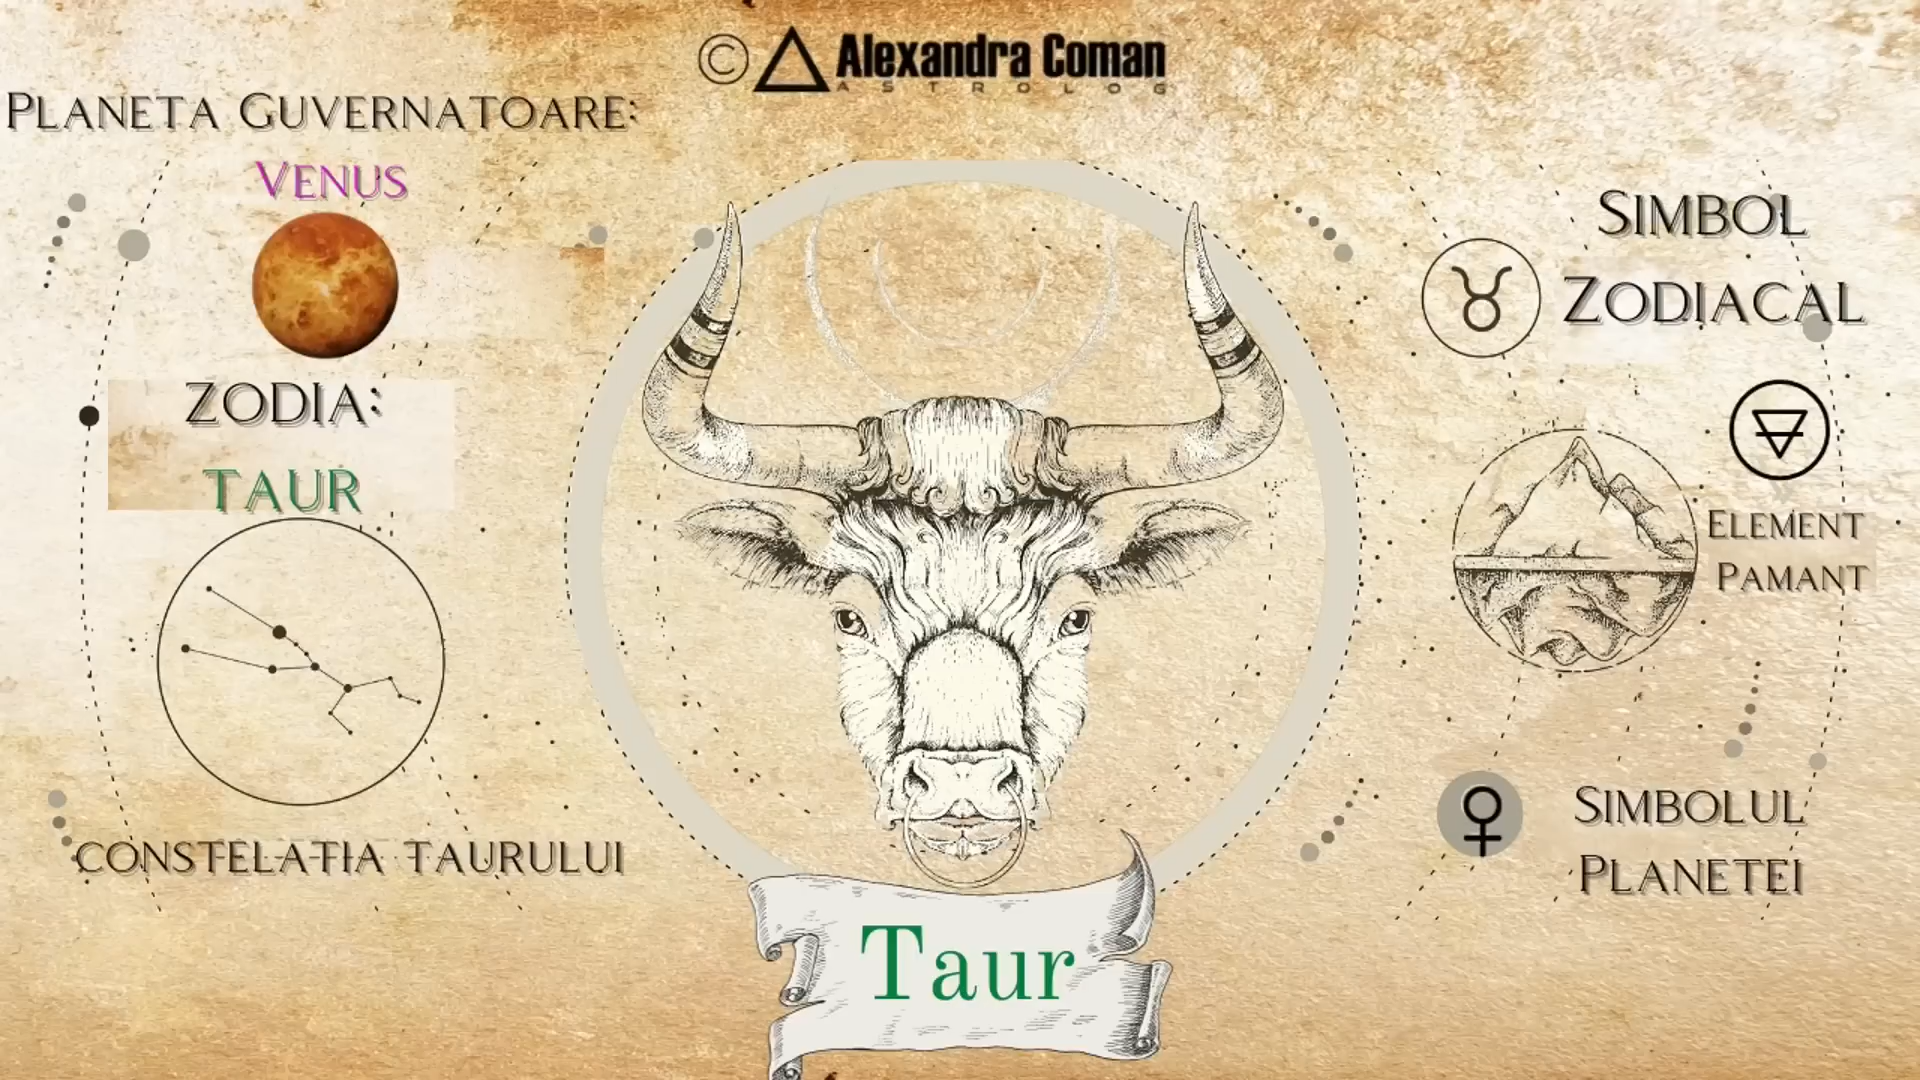 © Alexandra Coman
ASTROLOG
PLANETA GUVERNATOARE:
VENUS
ZODIA:
TAUR
CONSTELATIA TAURULUI
Taur
SIMBOL
ZODIACAL
ELEMENT
PAMANT
SIMBOLUL
PLANETEI